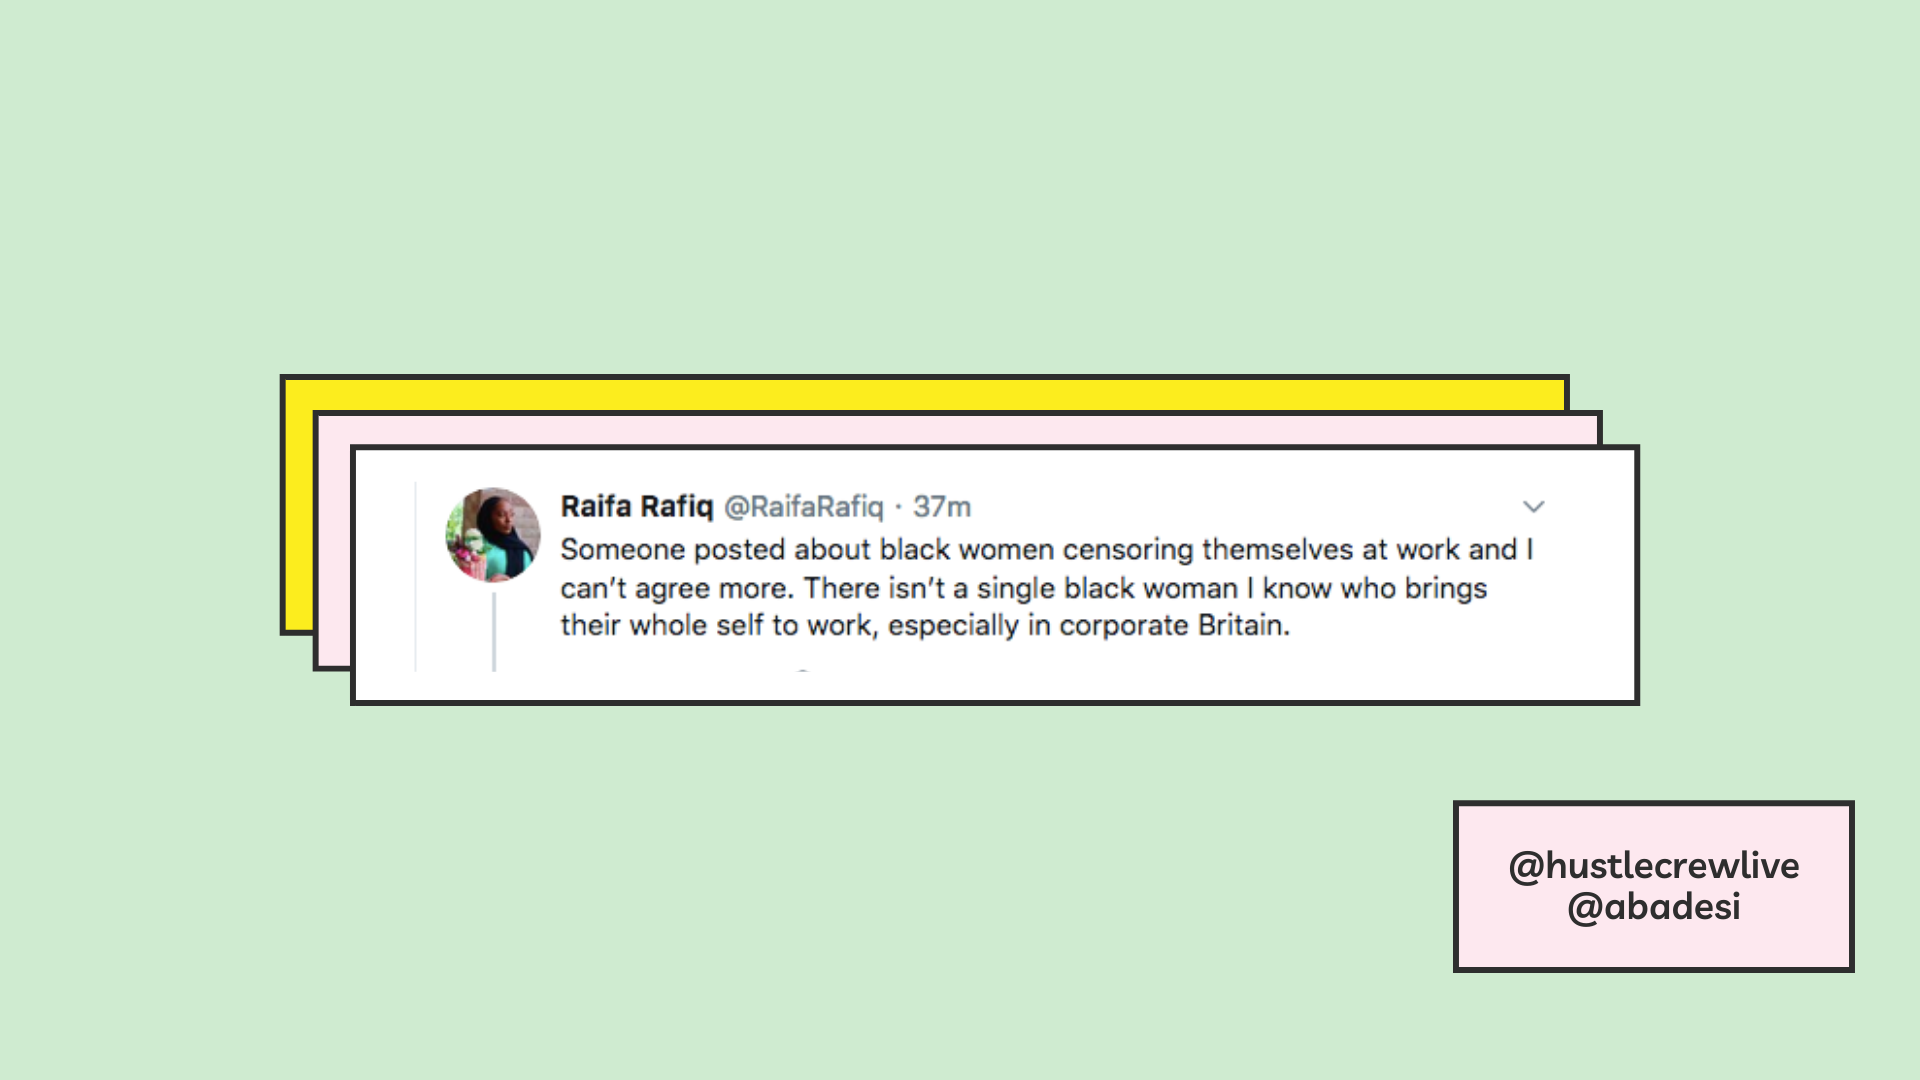 Raifa Rafiq @RaifaRafiq · 37m
Someone posted about black women censoring themselves at work and I
can’t agree more. There isn’t a single black woman I know who brings
their whole self to work, especially in corporate Britain.
@hustlecrewlive
@abadesi